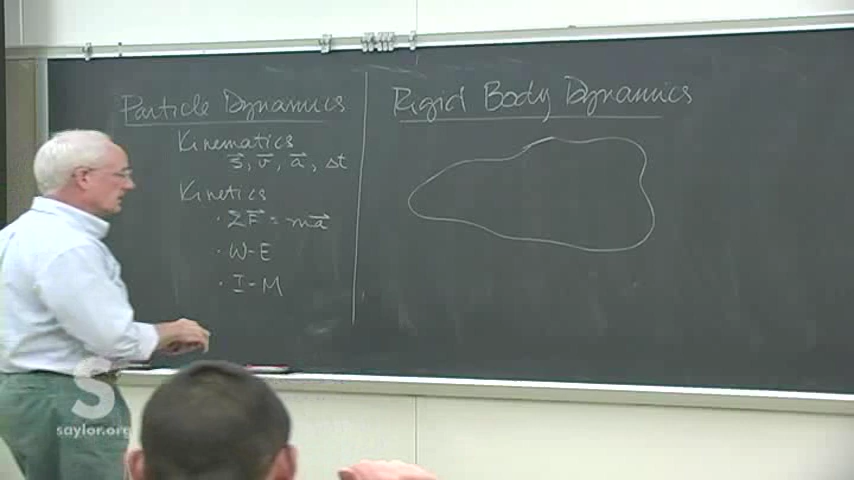 Particle Dynamics
Kinematics
s⃗, v⃗, a⃗, Δt
Kinetics
· ΣF⃗ = ma⃗
· W-E
· I-M
Rigid Body Dynamics
S
saylor.org